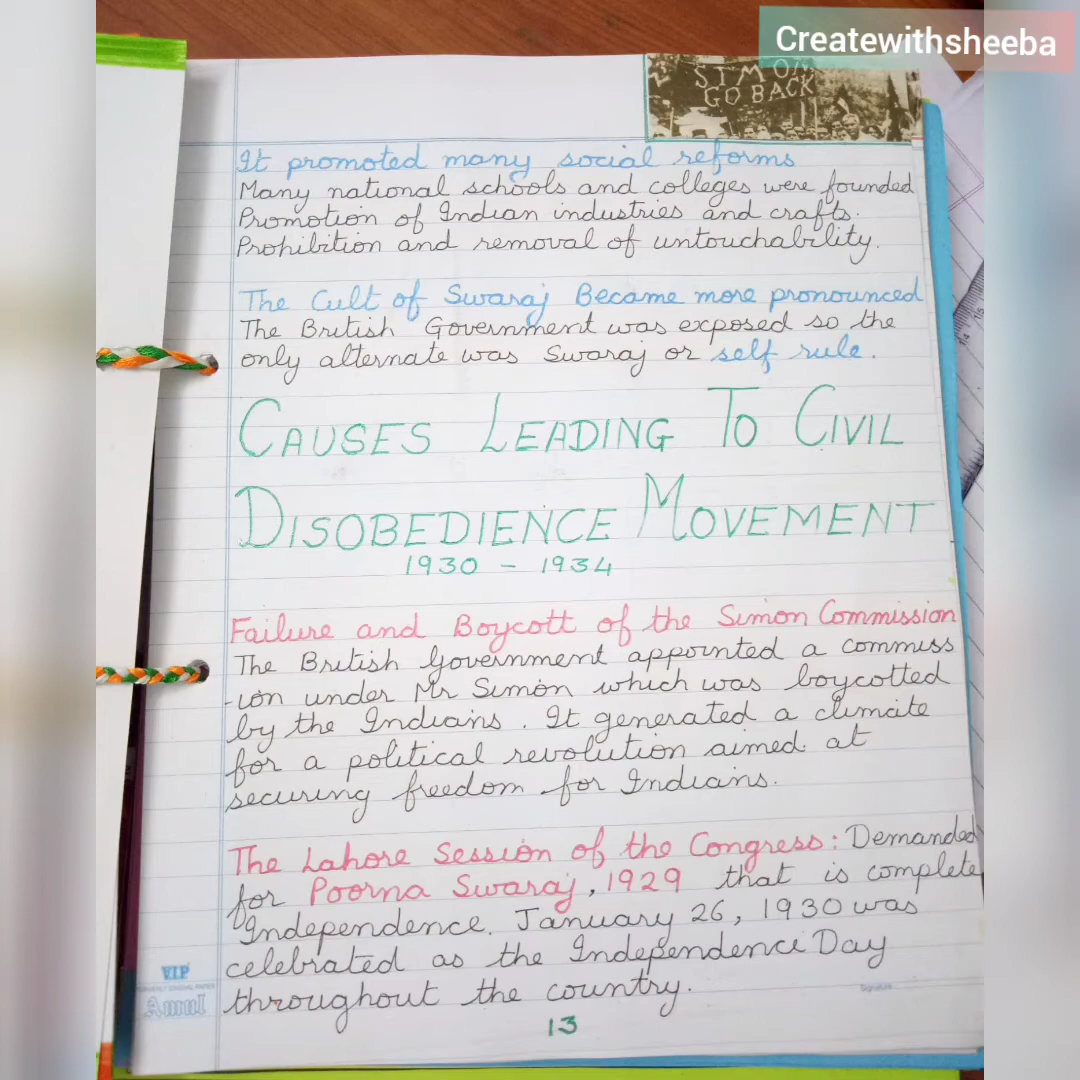 Createwithsheeba
SIMON
GO BACK
It promoted many social reforms
Many national schools and colleges were founded
Promotion of Indian industries and crafts.
Prohibition and removal of untouchability.
The Cult of Swaraj Became more pronounced
The British Government was exposed so the
only alternate was Swaraj or self rule.
CAUSES LEADING TO CIVIL
DISOBEDIENCE MOVEMENT
1930 - 1934
Failure and Boycott of the Simon Commission
The British Government appointed a commiss
-ion under Mr Simon which was boycotted
by the Indians. It generated a climate
for a political revolution aimed at
securing freedom for Indians.
The Lahore Session of the Congress: Demanded
for Poorna Swaraj, 1929 that is complete
Independence. January 26, 1930 was
celebrated as the Independence Day
throughout the country.
VIP
Signature
13